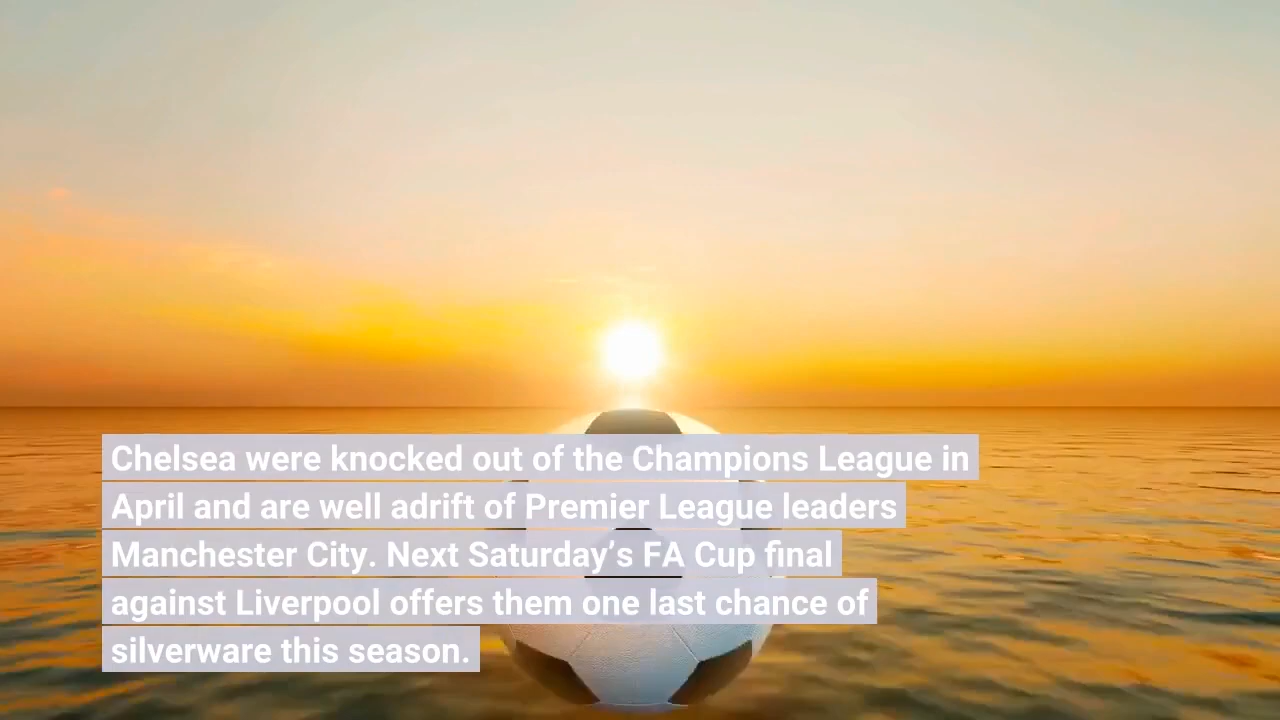 Chelsea were knocked out of the Champions League in
April and are well adrift of Premier League leaders
Manchester City. Next Saturday’s FA Cup final
against Liverpool offers them one last chance of
silverware this season.